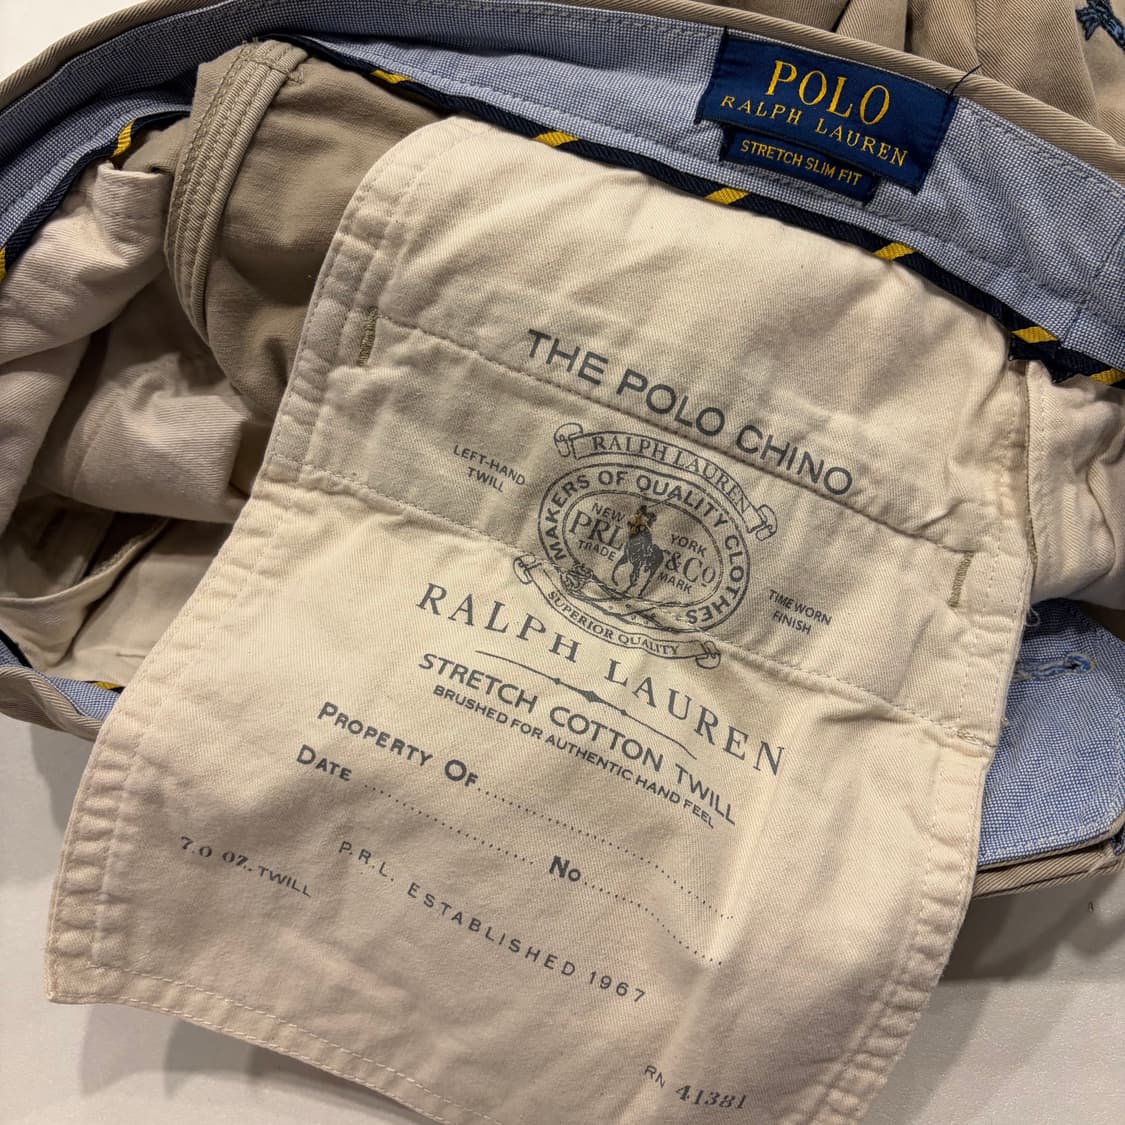 POLO
RALPH LAUREN
STRETCH SLIM FIT
THE POLO CHINO
LEFT-HAND
TWILL
RALPH LAUREN
MAKERS OF QUALITY CLOTHES
NEW YORK
PRL &Co
TRADE MARK
SUPERIOR QUALITY
TIME WORN
FINISH
RALPH LAUREN
STRETCH COTTON TWILL
BRUSHED FOR AUTHENTIC HAND FEEL
PROPERTY OF
DATE No
7.0 OZ. TWILL
P.R.L. ESTABLISHED 1967
RN 41381